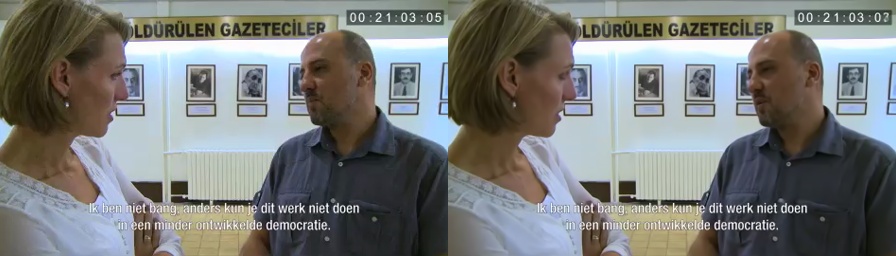 ÖLDÜRÜLEN GAZETECİLER
00:21:03:05
Ik ben niet bang, anders kun je dit werk niet doen
in een minder ontwikkelde democratie.
ÖLDÜRÜLEN GAZETECİLER
00:21:03:07
Ik ben niet bang, anders kun je dit werk niet doen
in een minder ontwikkelde democratie.